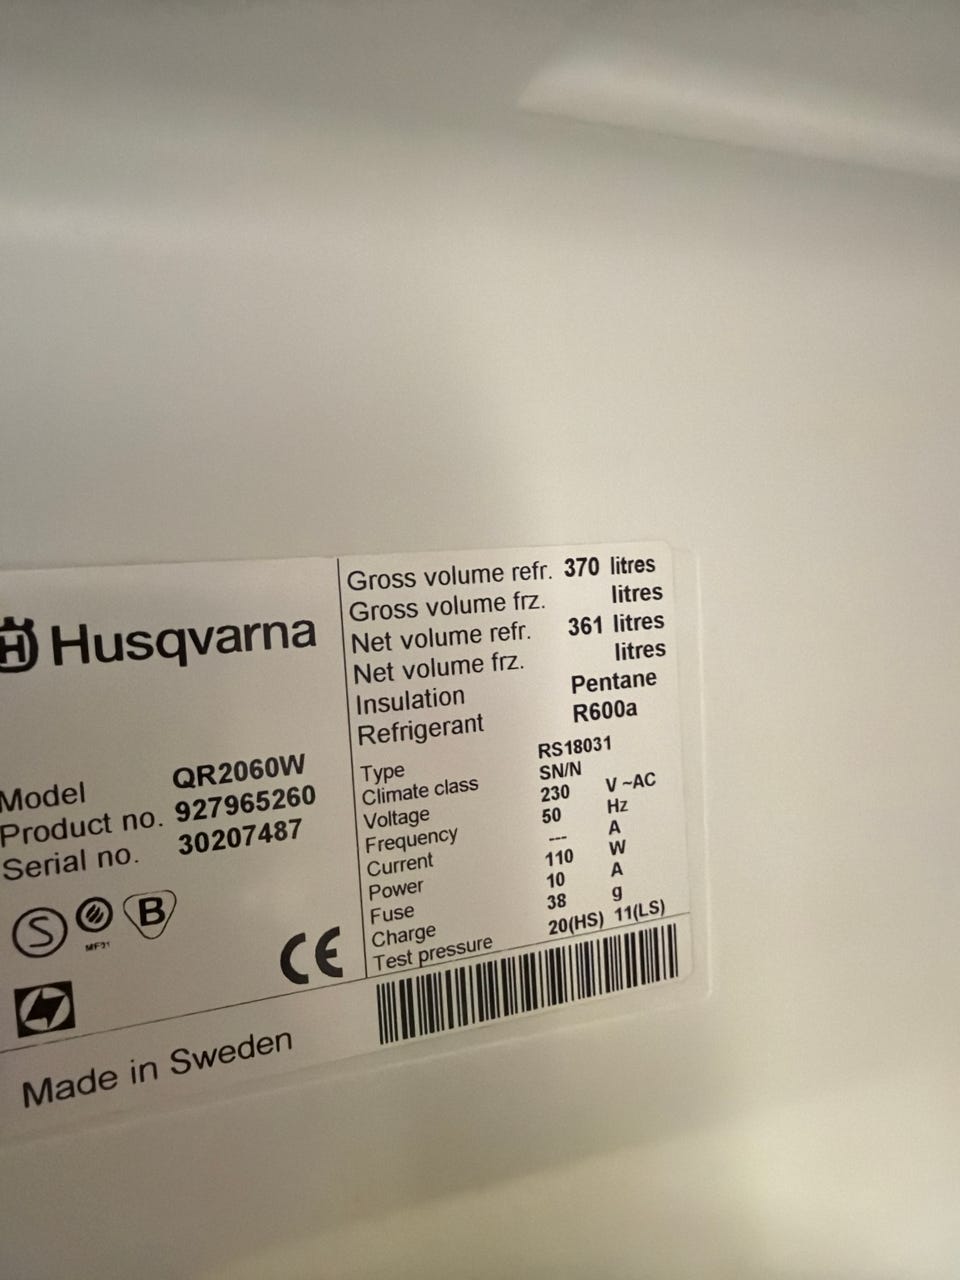 H Husqvarna
Model QR2060W
Product no. 927965260
Serial no. 30207487
S
MF21
B
CE
Made in Sweden
Gross volume refr. 370 litres
Gross volume frz. litres
Net volume refr. 361 litres
Net volume frz. litres
Insulation Pentane
Refrigerant R600a
Type RS18031
Climate class SN/N
Voltage 230 V ~AC
Frequency 50 Hz
Current --- A
Power 110 W
Fuse 10 A
Charge 38 g
Test pressure 20(HS) 11(LS)